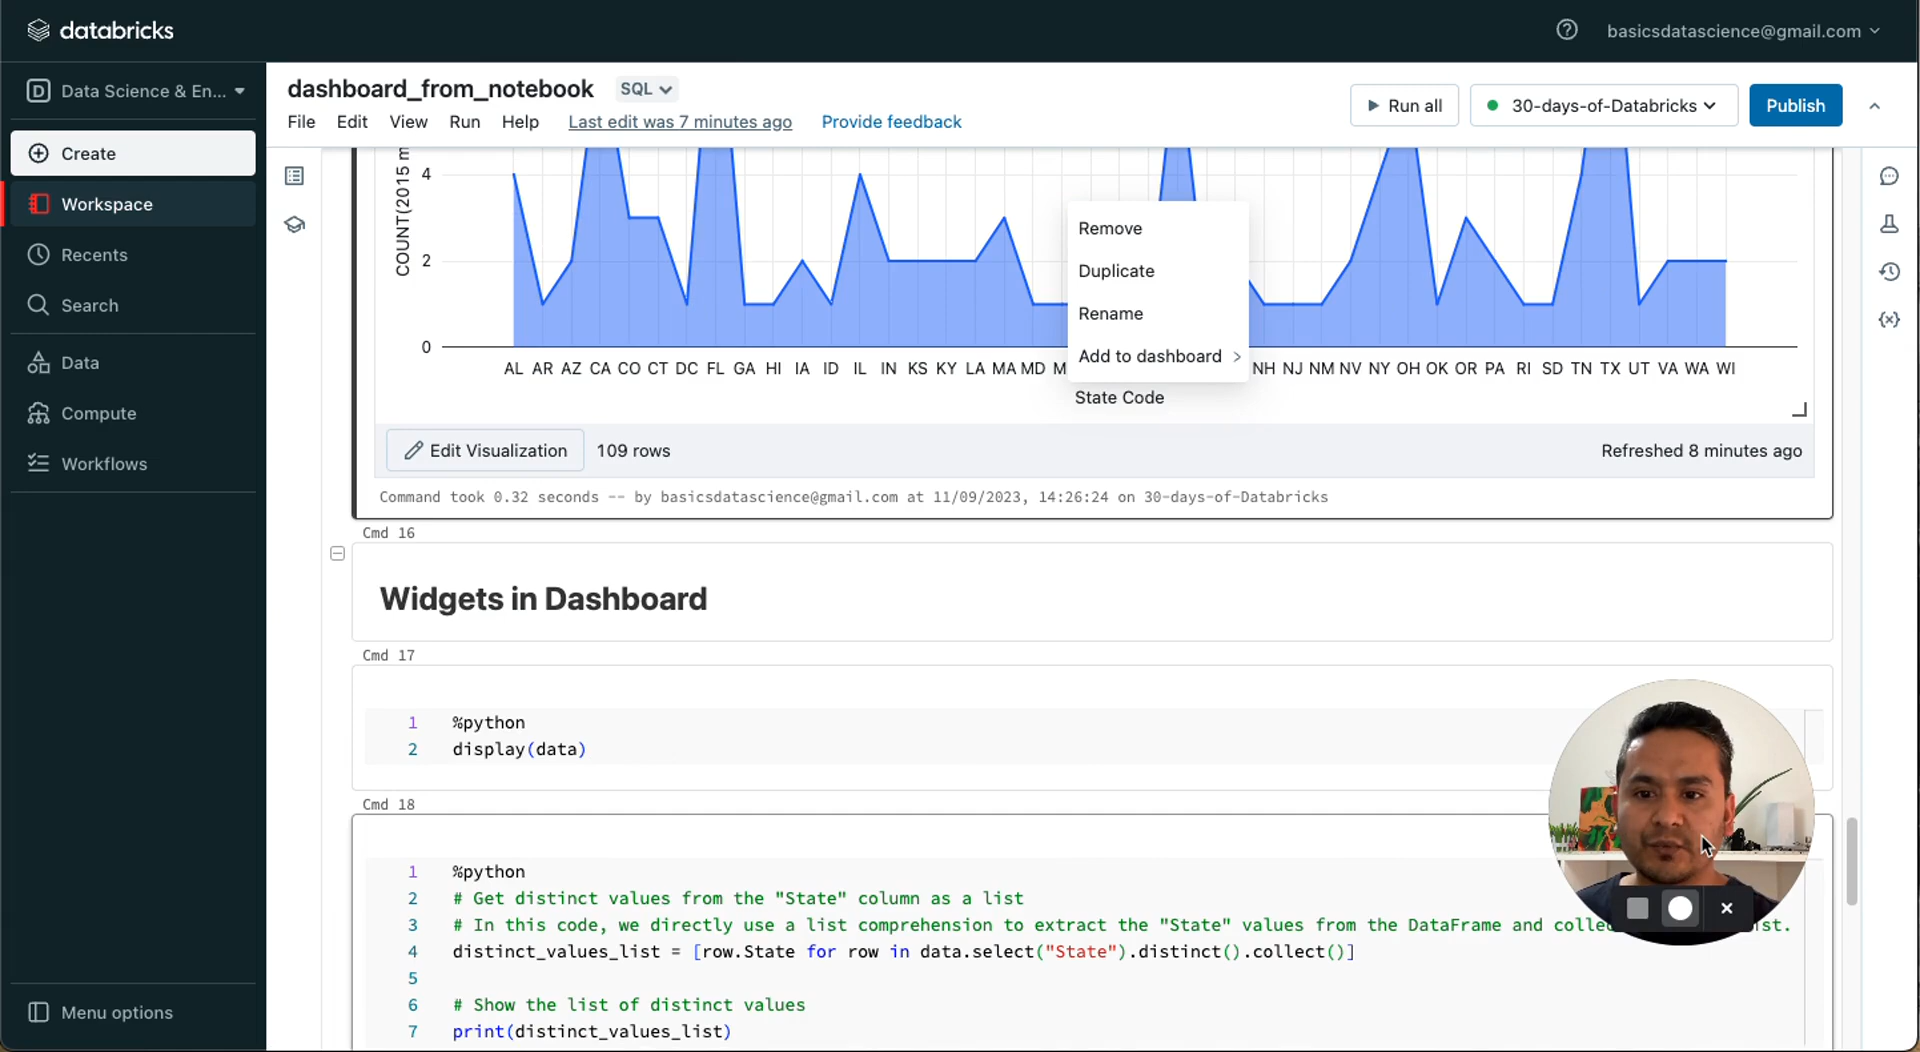 databricks
basicsdatascience@gmail.com
Data Science & En...
Create
Workspace
Recents
Search
Data
Compute
Workflows
Menu options
dashboard_from_notebook SQL
File Edit View Run Help Last edit was 7 minutes ago Provide feedback
Run all 30-days-of-Databricks Publish
COUNT(2015 m
4
2
0
AL AR AZ CA CO CT DC FL GA HI IA ID IL IN KS KY LA MA MD M NH NJ NM NV NY OH OK OR PA RI SD TN TX UT VA WA WI
State Code
Remove
Duplicate
Rename
Add to dashboard
Edit Visualization 109 rows Refreshed 8 minutes ago
Command took 0.32 seconds -- by basicsdatascience@gmail.com at 11/09/2023, 14:26:24 on 30-days-of-Databricks
Cmd 16
Widgets in Dashboard
Cmd 17
1 %python
2 display(data)
Cmd 18
1 %python
2 # Get distinct values from the "State" column as a list
3 # In this code, we directly use a list comprehension to extract the "State" values from the DataFrame and colle st.
4 distinct_values_list = [row.State for row in data.select("State").distinct().collect()]
5
6 # Show the list of distinct values
7 print(distinct_values_list)